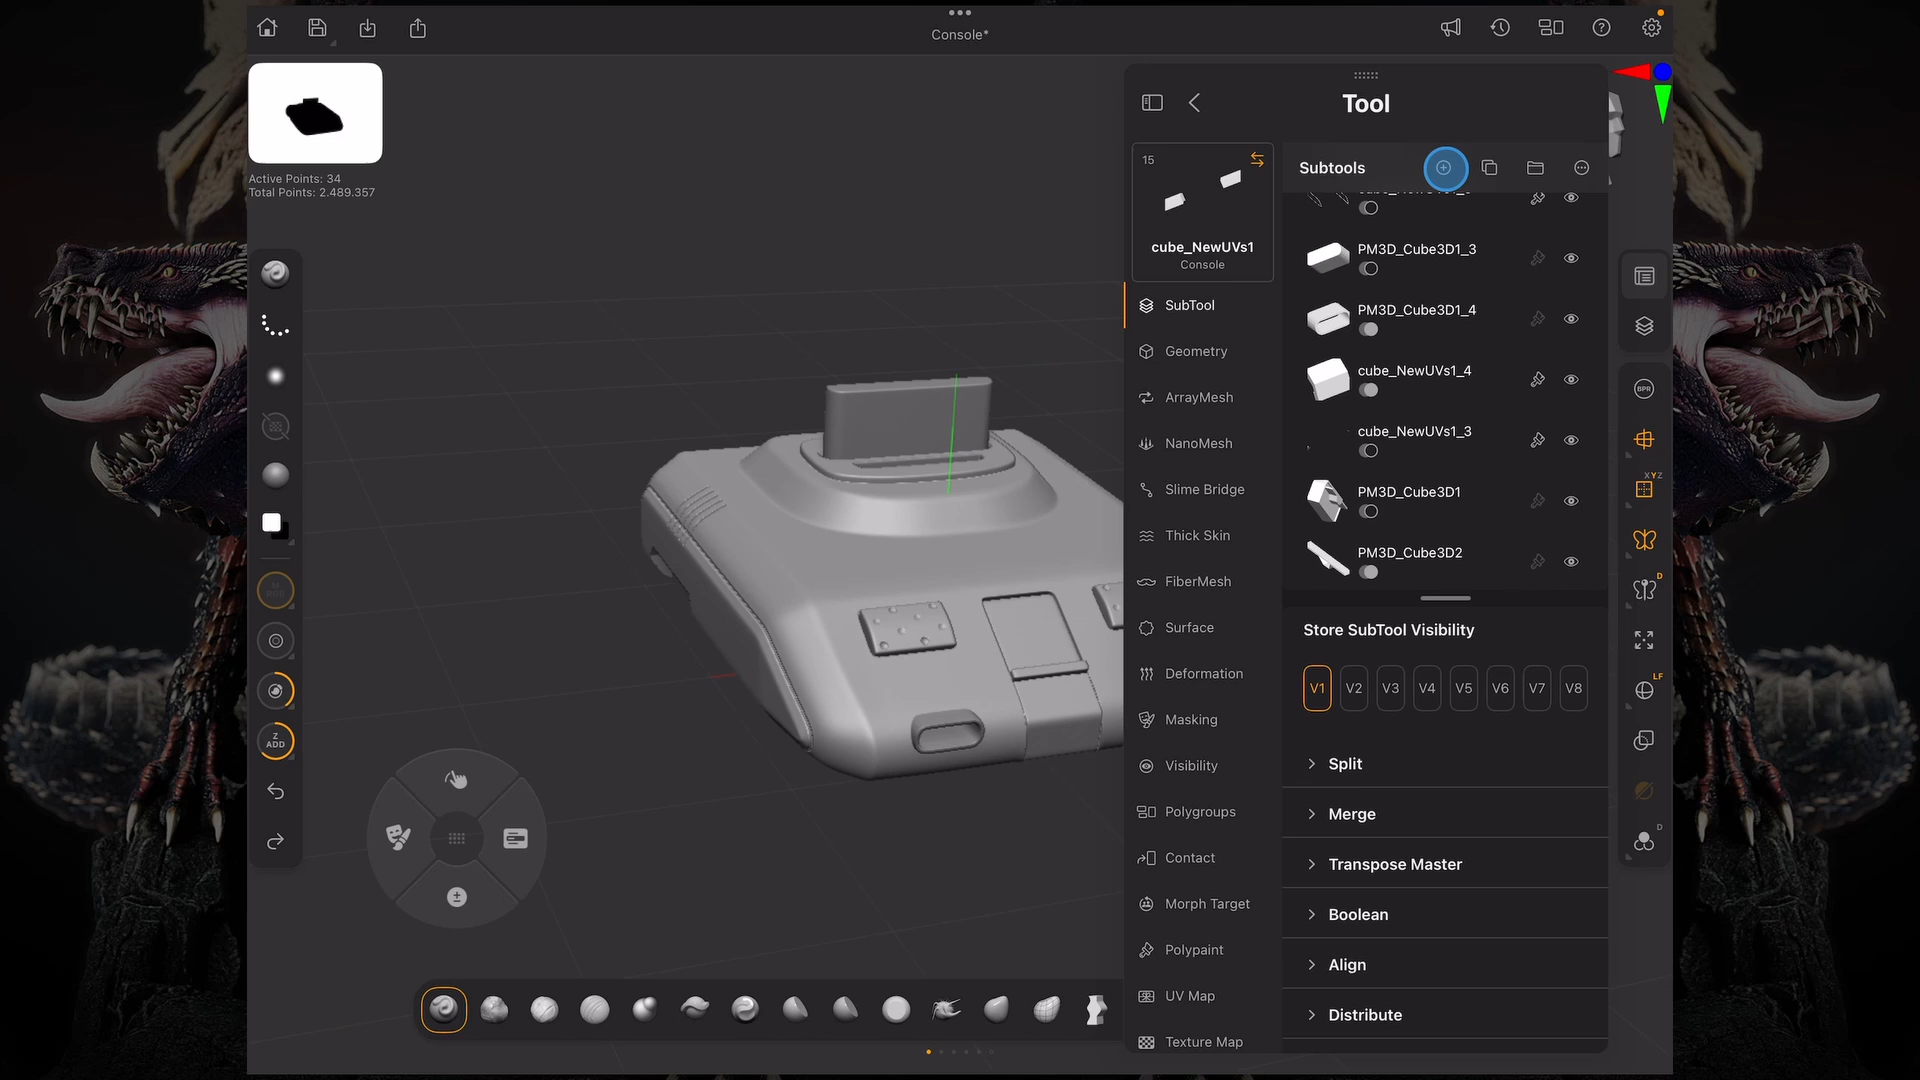 Console*
Active Points: 34
Total Points: 2.489.357
Tool
15
cube_NewUVs1
Console
Subtools
PM3D_Cube3D1_3
PM3D_Cube3D1_4
cube_NewUVs1_4
cube_NewUVs1_3
PM3D_Cube3D1
PM3D_Cube3D2
SubTool
Geometry
ArrayMesh
NanoMesh
Slime Bridge
Thick Skin
FiberMesh
Surface
Deformation
Masking
Visibility
Polygroups
Contact
Morph Target
Polypaint
UV Map
Texture Map
Store SubTool Visibility
V1 V2 V3 V4 V5 V6 V7 V8
Split
Merge
Transpose Master
Boolean
Align
Distribute
BPR
XYZ
D
LF
D
M
RGB
Z
ADD